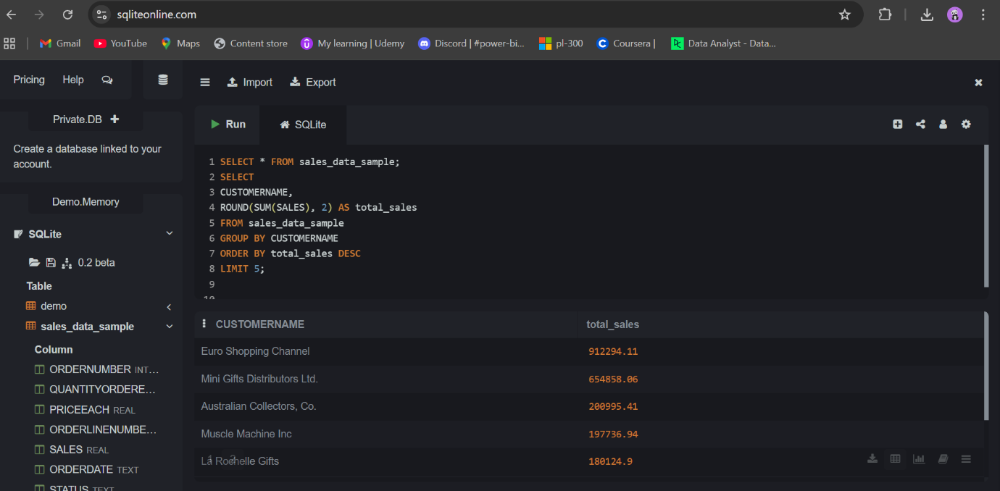 sqliteonline.com
Gmail YouTube Maps Content store My learning | Udemy Discord | #power-bi... pl-300 Coursera | Data Analyst - Data...
Pricing Help
Import Export
Private.DB
Create a database linked to your
account.
Demo.Memory
SQLite
0.2 beta
Table
demo
sales_data_sample
Column
ORDERNUMBER INT...
QUANTITYORDERE...
PRICEEACH REAL
ORDERLINENUMBE...
SALES REAL
ORDERDATE TEXT
STATUS TEXT
Run SQLite
1 SELECT * FROM sales_data_sample;
2 SELECT
3 CUSTOMERNAME,
4 ROUND(SUM(SALES), 2) AS total_sales
5 FROM sales_data_sample
6 GROUP BY CUSTOMERNAME
7 ORDER BY total_sales DESC
8 LIMIT 5;
9
10
CUSTOMERNAME total_sales
Euro Shopping Channel 912294.11
Mini Gifts Distributors Ltd. 654858.06
Australian Collectors, Co. 200995.41
Muscle Machine Inc 197736.94
La Rochelle Gifts 180124.9
1 2